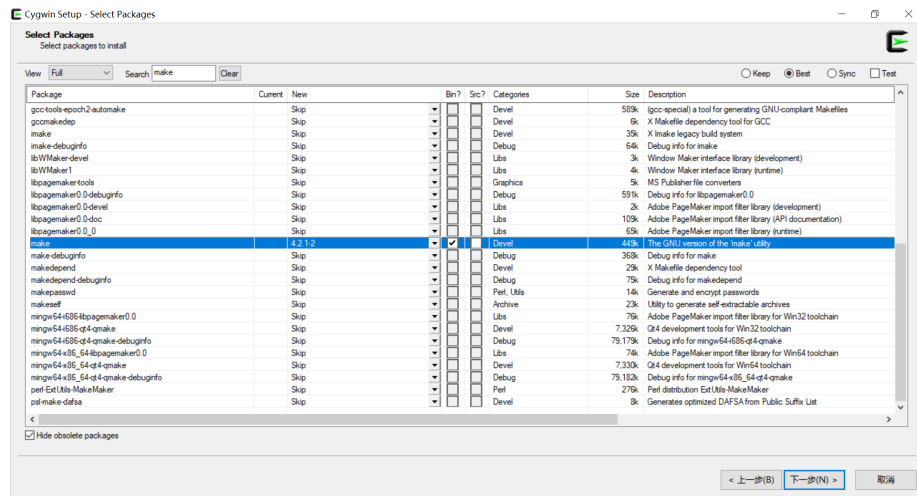 Cygwin Setup - Select Packages
Select Packages
Select packages to install
View Full Search make Clear Keep Best Sync Test
Package Current New Bin? Src? Categories Size Description
gcc-tools-epoch2-automake Skip Devel 589k (gcc-special) a tool for generating GNU-compliant Makefiles
gccmakedep Skip Devel 6k X Makefile dependency tool for GCC
imake Skip Devel 35k X Imake legacy build system
imake-debuginfo Skip Debug 64k Debug info for imake
libWMaker-devel Skip Libs 3k Window Maker interface library (development)
libWMaker1 Skip Libs 4k Window Maker interface library (runtime)
libpagemaker-tools Skip Graphics 5k MS Publisher file converters
libpagemaker0.0-debuginfo Skip Debug 591k Debug info for libpagemaker0.0
libpagemaker0.0-devel Skip Libs 2k Adobe PageMaker import filter library (development)
libpagemaker0.0-doc Skip Libs 109k Adobe PageMaker import filter library (API documentation)
libpagemaker0.0_0 Skip Libs 65k Adobe PageMaker import filter library (runtime)
make 4.2.1-2 Devel 449k The GNU version of the 'make' utility
make-debuginfo Skip Debug 368k Debug info for make
makedepend Skip Devel 29k X Makefile dependency tool
makedepend-debuginfo Skip Debug 75k Debug info for makedepend
makepasswd Skip Perl, Utils 14k Generate and encrypt passwords
makeself Skip Archive 23k Utility to generate self-extractable archives
mingw64-i686-libpagemaker0.0 Skip Libs 76k Adobe PageMaker import filter library for Win32 toolchain
mingw64-i686-qt4-qmake Skip Devel 7,326k Qt4 development tools for Win32 toolchain
mingw64-i686-qt4-qmake-debuginfo Skip Debug 79,179k Debug info for mingw64-i686-qt4-qmake
mingw64-x86_64-libpagemaker0.0 Skip Libs 74k Adobe PageMaker import filter library for Win64 toolchain
mingw64-x86_64-qt4-qmake Skip Devel 7,330k Qt4 development tools for Win64 toolchain
mingw64-x86_64-qt4-qmake-debuginfo Skip Debug 79,182k Debug info for mingw64-x86_64-qt4-qmake
perl-ExtUtils-MakeMaker Skip Perl 276k Perl distribution ExtUtils-MakeMaker
psl-make-dafsa Skip Devel 8k Generates optimized DAFSA from Public Suffix List
Hide obsolete packages
< 上一步(B) 下一步(N) > 取消